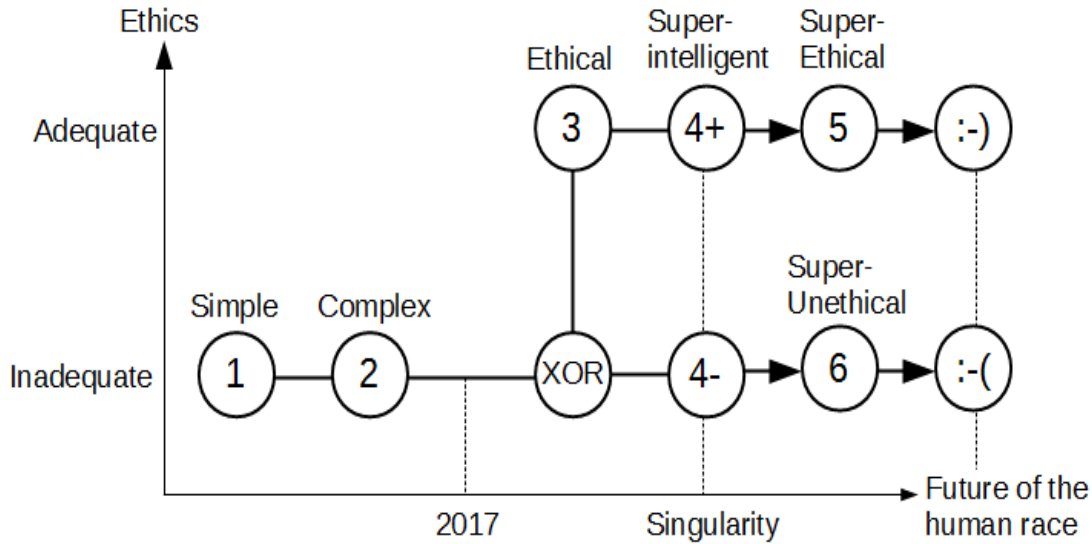 Ethics
Super-
intelligent
Super-
Ethical
Ethical
Adequate
3
4+
5
:-)
Super-
Unethical
Simple
Complex
Inadequate
1
2
XOR
4-
6
:-(
2017
Singularity
Future of the
human race